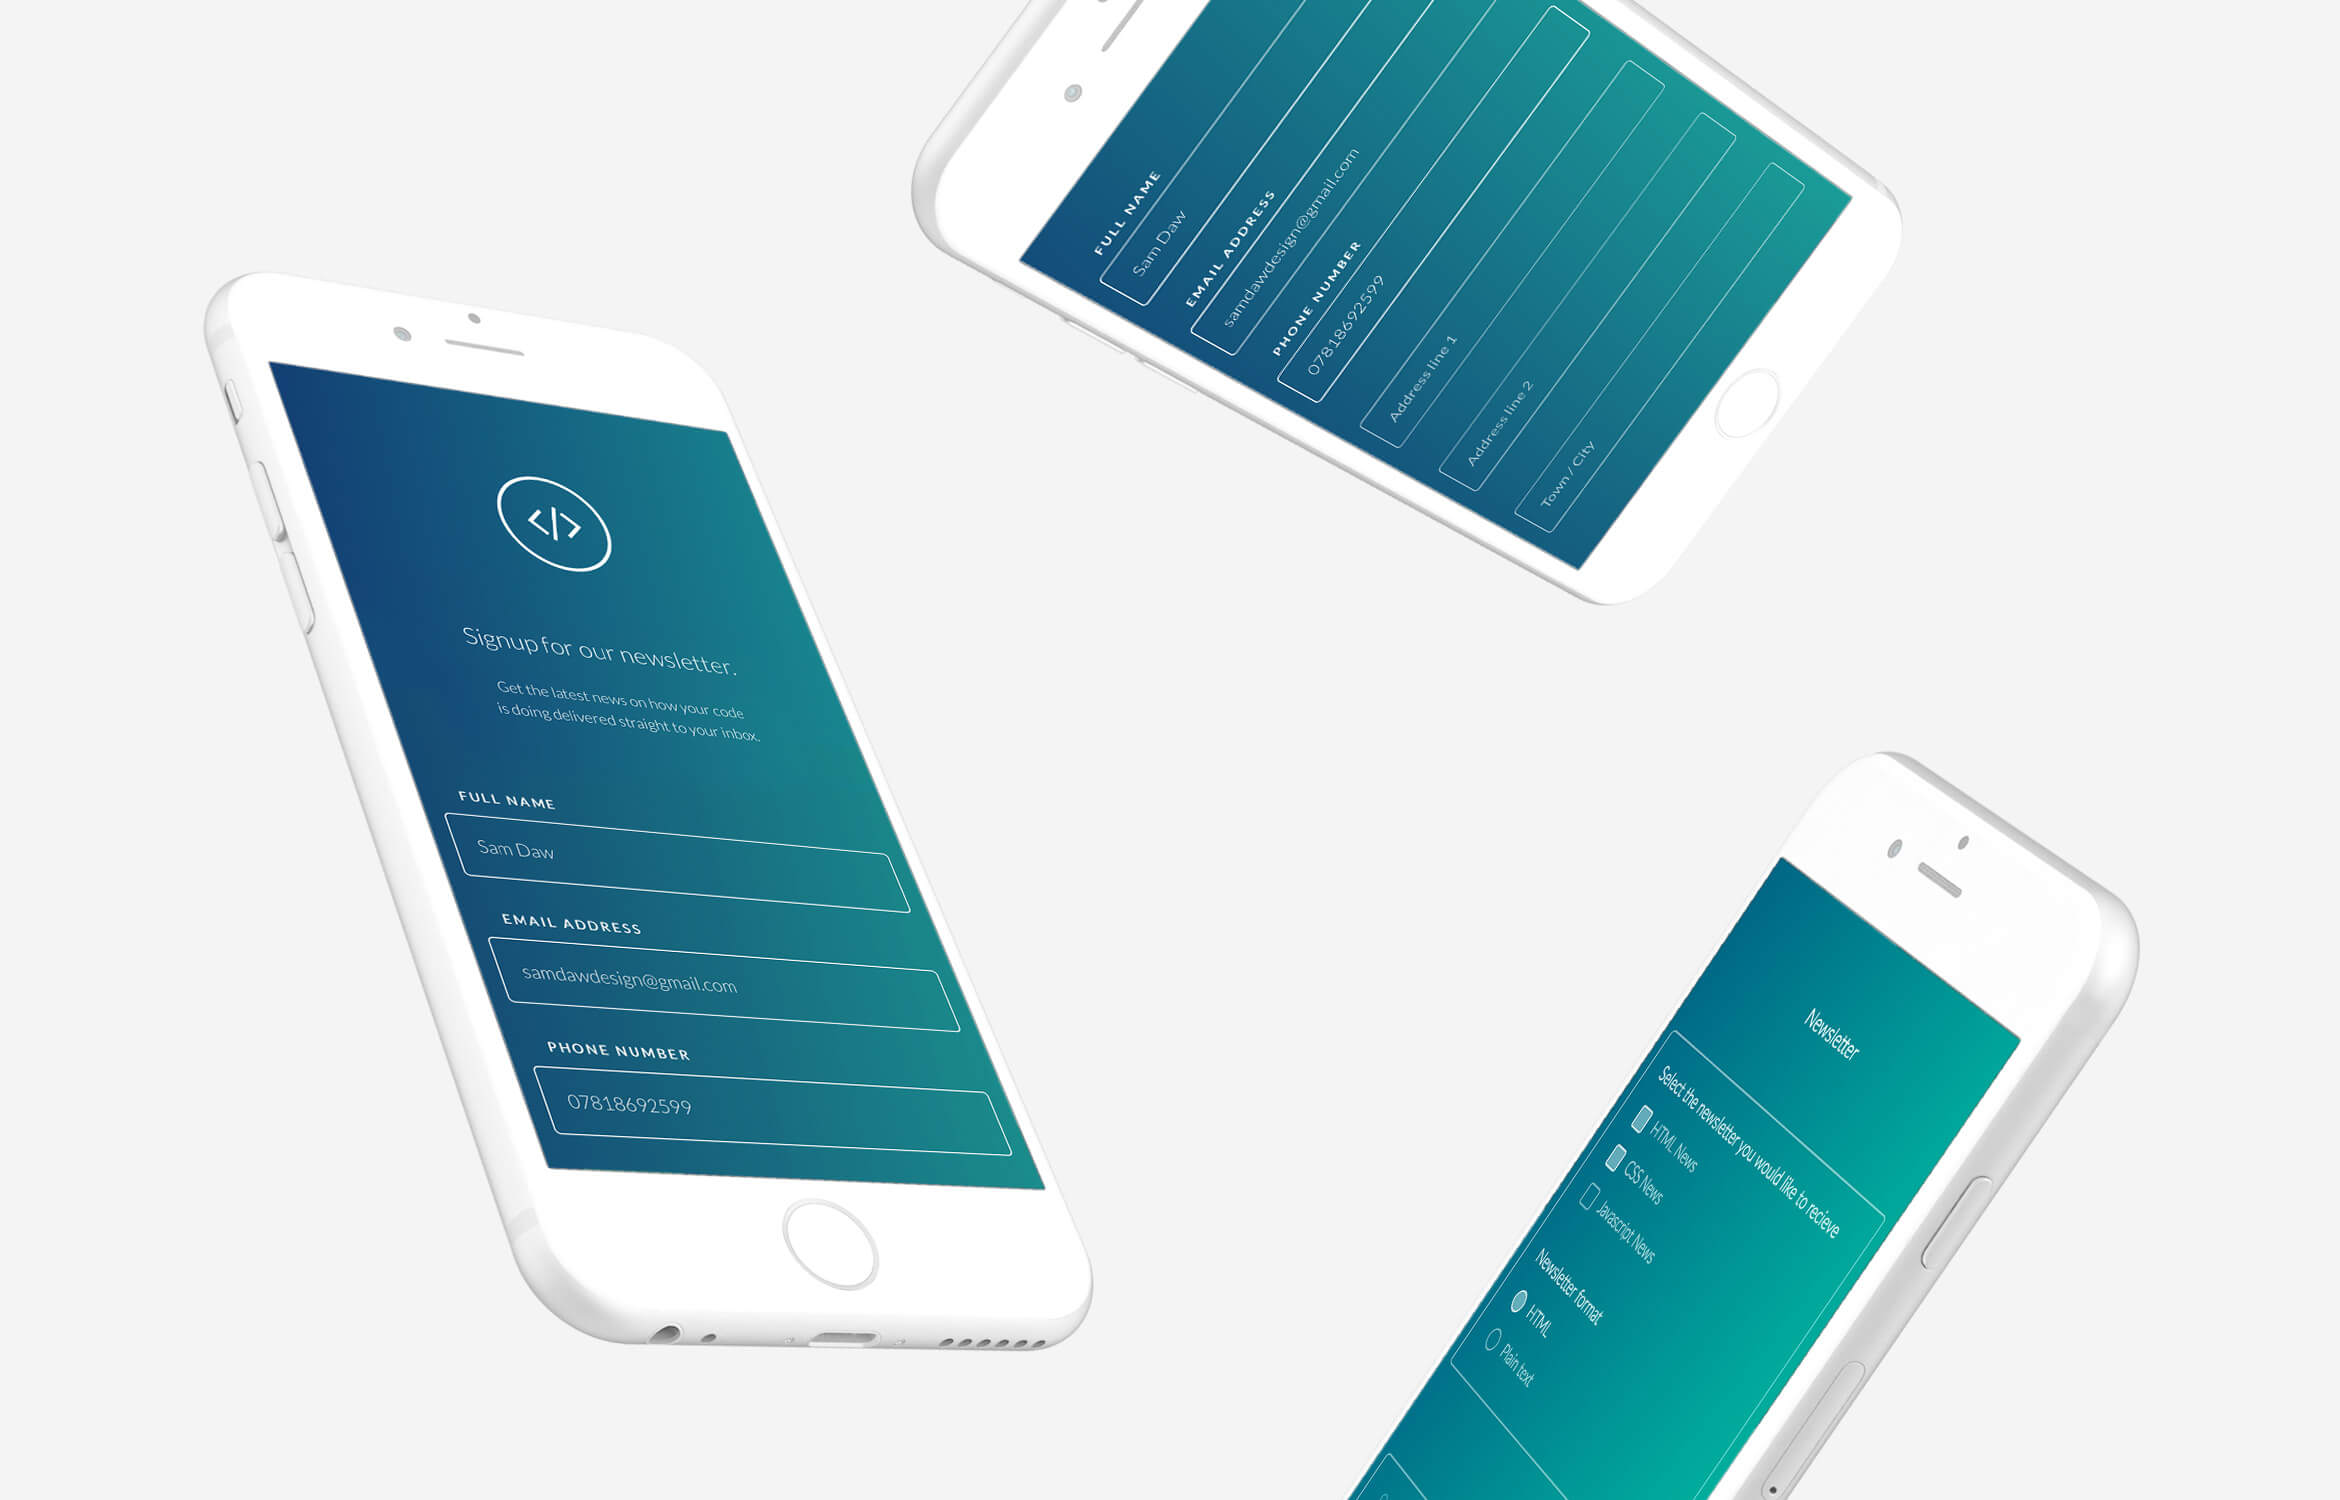 </>
Signup for our newsletter.
Get the latest news on how your code
is doing delivered straight to your inbox.
FULL NAME
Sam Daw
EMAIL ADDRESS
samdawdesign@gmail.com
PHONE NUMBER
07818692599
FULL NAME
Sam Daw
EMAIL ADDRESS
samdawdesign@gmail.com
PHONE NUMBER
07818692599
Address line 1
Address line 2
Town / City
Newsletter
Select the newsletter you would like to recieve
HTML News
CSS News
Javascript News
Newsletter format
HTML
Plain text